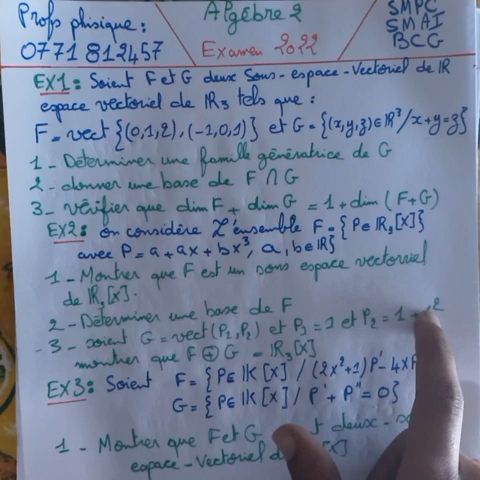 Profs phisique:
0771 812457
Algèbre 2
Examen 2022
SMPC
SMAI
BCG
EX1: Soient F et G deux Sous-espace-Vectoriel de IR
espace vectoriel de IR3 tels que :
F = vect {(0,1,2), (-1,0,1)} et G = {(x,y,z) ∈ IR³/x+y=z}
1 - Déterminer une famille génératrice de G
2 - donner une base de F ∩ G
3 - vérifier que dim F + dim G = 1 + dim (F+G)
EX2: on considère L'ensemble F = {P∈ IR3[X]}
avec P = a + ax + bx³, a, b ∈ IR}
1 - Montrer que F est un sous espace vectoriel
de IR3[X].
2 - Déterminer une base de F
-3 - soient G = vect(P1, P2) et P1 = 1 et P2 = 1 +
montrer que F ⊕ G = IR3[X]
EX3: Soient F = {P∈ IK[X] / (2X²+1)P' - 4XP
G = {P∈ IK[X] / P' + P'' = 0}
1 - Montrer que F et G deux -
espace-Vectoriel